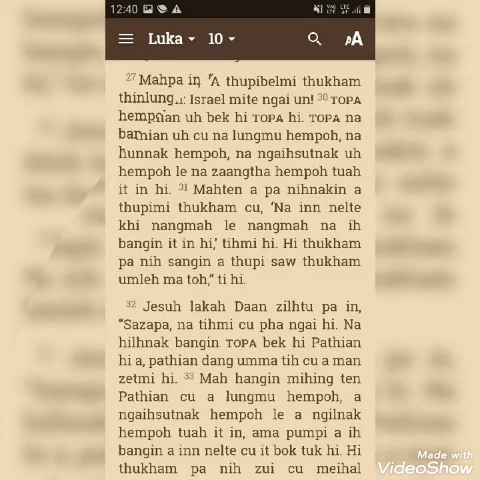 12:40
Luka 10
AA
27 Mahpa in, "A thupibelmi thukham
thinlung,.: Israel mite ngai un! 30 TOPA
hempoian uh bek hi TOPA hi. TOPA na
barnian uh cu na lungmu hempoh, na
hunnak hempoh, na ngaihsutnak uh
hempoh le na zaangtha hempoh tuah
it in hi. 31 Mahten a pa nihnakin a
thupimi thukham cu, 'Na inn nelte
khi nangmah le nangmah na ih
bangin it in hi,' tihmi hi. Hi thukham
pa nih sangin a thupi saw thukham
umleh ma toh," ti hi.
32 Jesuh lakah Daan zilhtu pa in,
"Sazapa, na tihmi cu pha ngai hi. Na
hilhnak bangin TOPA bek hi Pathian
hi a, pathian dang umma tih cu a man
zetmi hi. 33 Mah hangin mihing ten
Pathian cu a lungmu hempoh, a
ngaihsutnak hempoh le a ngilnak
hempoh tuah it in, ama pumpi a ih
bangin a inn nelte cu it bok tuk hi. Hi
thukham pa nih zui cu meihal
Made with
VideoShow